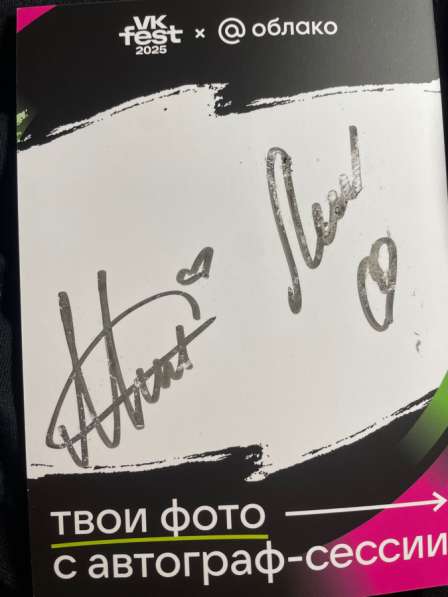 VK fest 2025 × @ облако
твои фото
с автограф-сессии